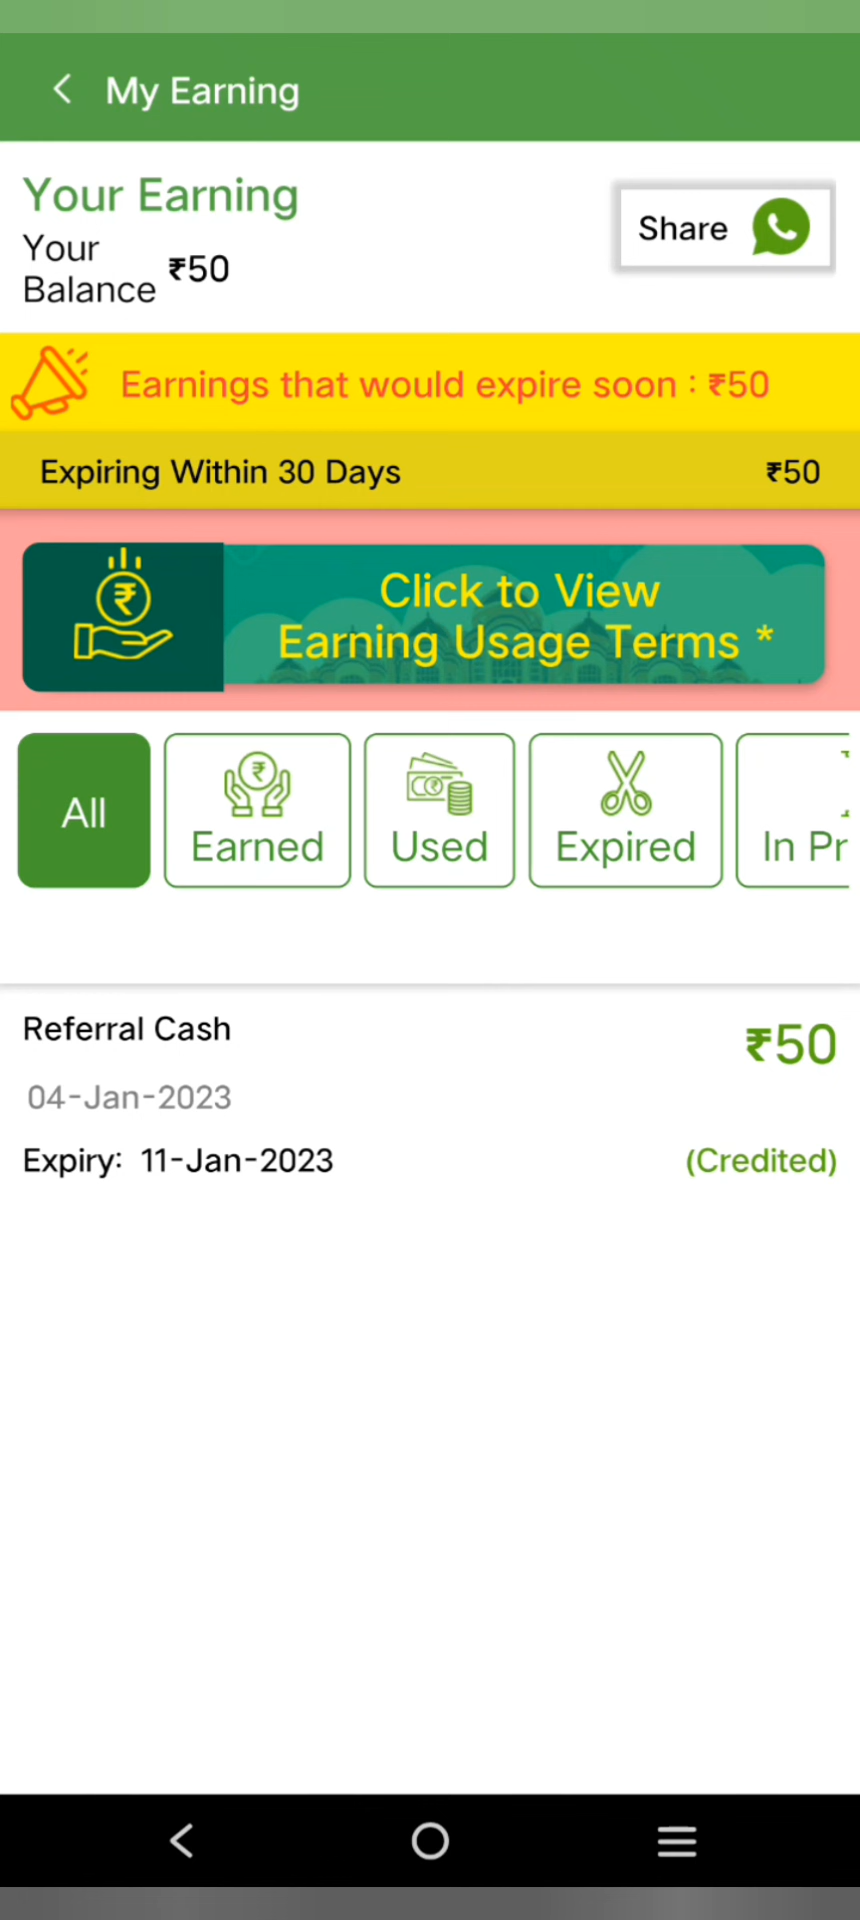 My Earning
Your Earning
Your
Balance
₹50
Share
Earnings that would expire soon : ₹50
Expiring Within 30 Days ₹50
Click to View
Earning Usage Terms *
All
Earned
Used
Expired
In Pr
Referral Cash
₹50
04-Jan-2023
Expiry: 11-Jan-2023 (Credited)